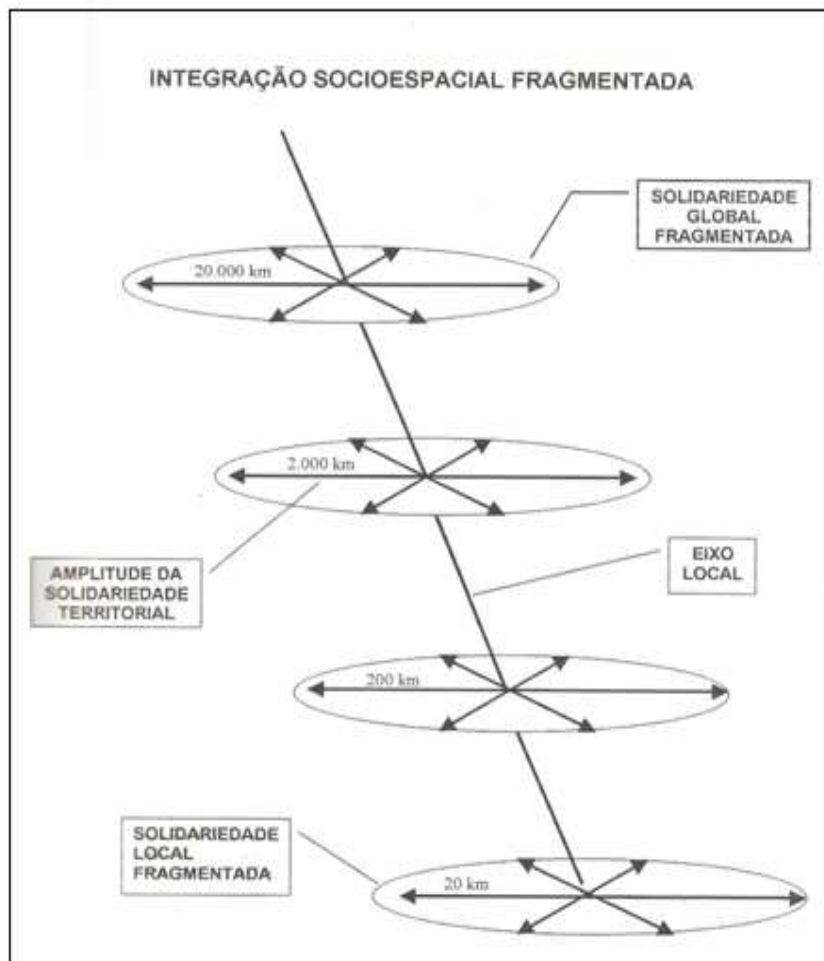 INTEGRAÇÃO SOCIOESPACIAL FRAGMENTADA
SOLIDARIEDADE
GLOBAL
FRAGMENTADA
20.000 km
2.000 km
AMPLITUDE DA
SOLIDARIEDADE
TERRITORIAL
EIXO
LOCAL
200 km
SOLIDARIEDADE
LOCAL
FRAGMENTADA
20 km